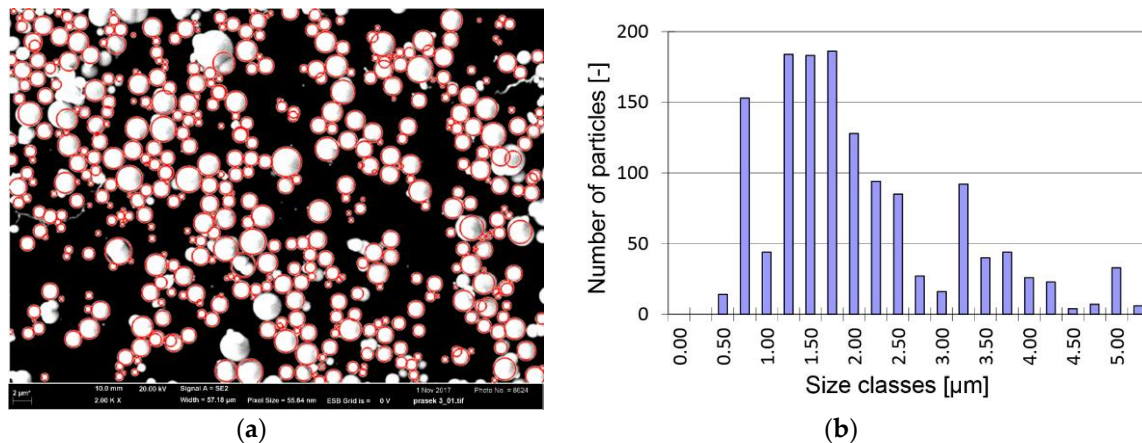 200
150
100
50
0
Number of particles [-]
0.00
0.50
1.00
1.50
2.00
2.50
3.00
3.50
4.00
4.50
5.00
Size classes [µm]
2 µm*
10.0 mm 20.00 kV Signal A = SE2 1 Nov 2017 Photo No. = 8624
2.00 K X Width = 57.18 µm Pixel Size = 55.84 nm ESB Grid is = 0 V prasek 3_01.tif
(a)
(b)